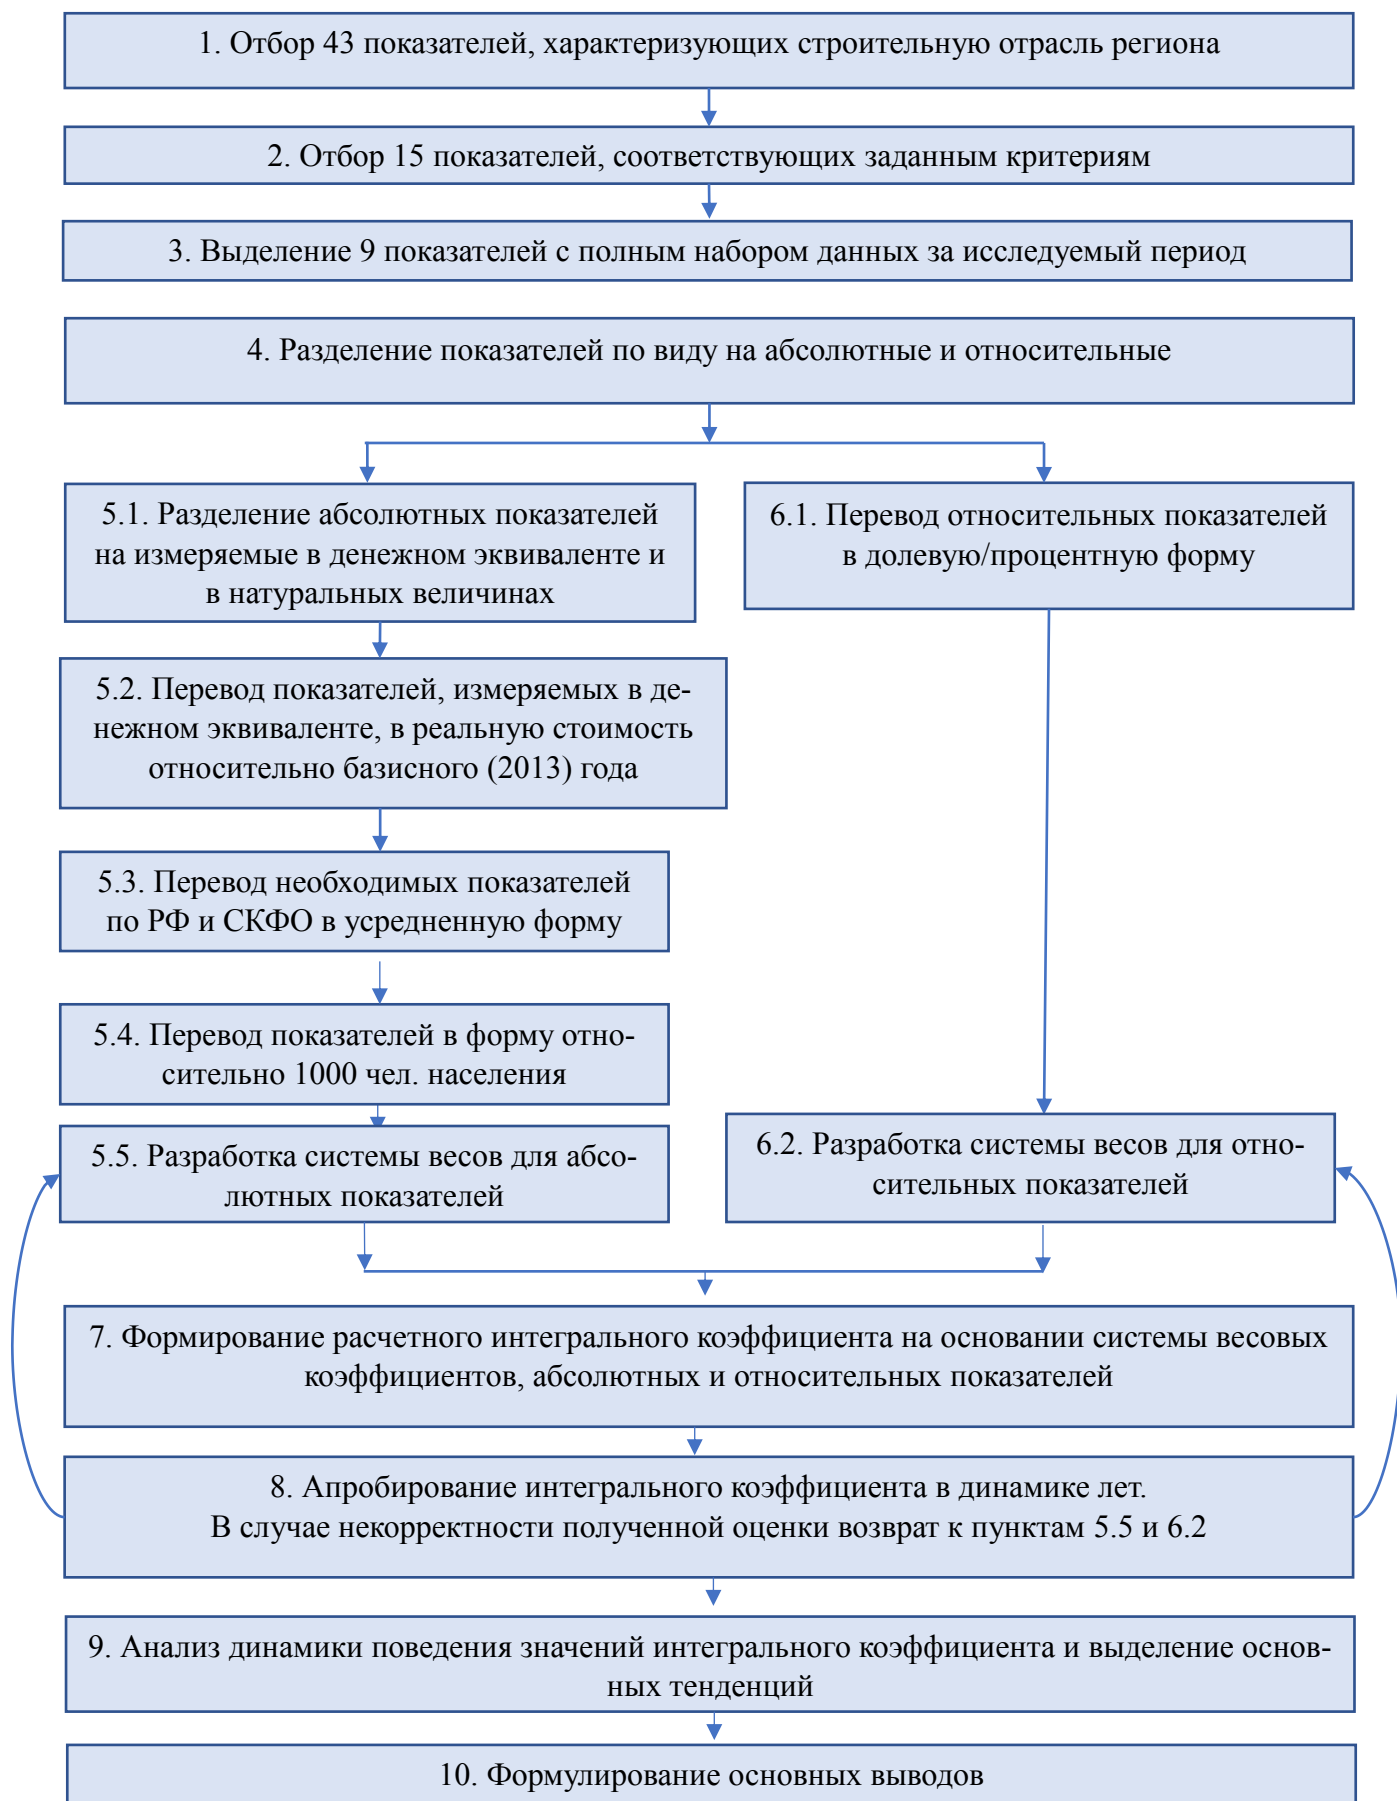 1. Отбор 43 показателей, характеризующих строительную отрасль региона
2. Отбор 15 показателей, соответствующих заданным критериям
3. Выделение 9 показателей с полным набором данных за исследуемый период
4. Разделение показателей по виду на абсолютные и относительные
5.1. Разделение абсолютных показателей
на измеряемые в денежном эквиваленте и
в натуральных величинах
6.1. Перевод относительных показателей
в долевую/процентную форму
5.2. Перевод показателей, измеряемых в де-
нежном эквиваленте, в реальную стоимость
относительно базисного (2013) года
5.3. Перевод необходимых показателей
по РФ и СКФО в усредненную форму
5.4. Перевод показателей в форму отно-
сительно 1000 чел. населения
5.5. Разработка системы весов для абсо-
лютных показателей
6.2. Разработка системы весов для отно-
сительных показателей
7. Формирование расчетного интегрального коэффициента на основании системы весовых
коэффициентов, абсолютных и относительных показателей
8. Апробирование интегрального коэффициента в динамике лет.
В случае некорректности полученной оценки возврат к пунктам 5.5 и 6.2
9. Анализ динамики поведения значений интегрального коэффициента и выделение основ-
ных тенденций
10. Формулирование основных выводов